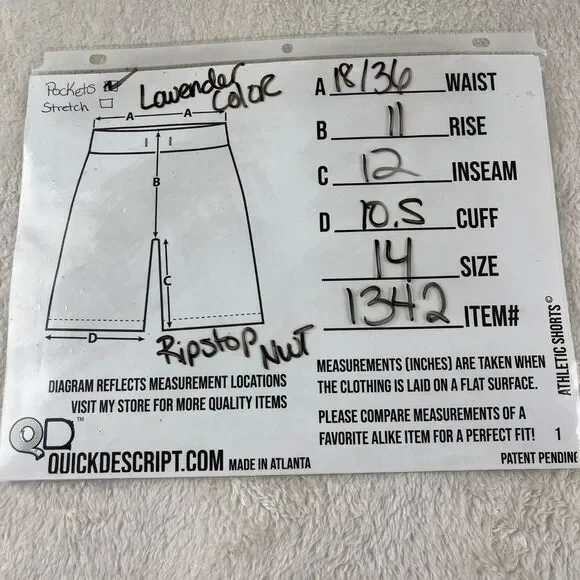 Pockets
Stretch
Lavender
Color
A A
B
C
D
Ripstop NWT
A 18/36 WAIST
B 11 RISE
C 12 INSEAM
D 10.5 CUFF
14 SIZE
1342 ITEM#
DIAGRAM REFLECTS MEASUREMENT LOCATIONS
VISIT MY STORE FOR MORE QUALITY ITEMS
QD™
QUICKDESCRIPT.COM MADE IN ATLANTA
MEASUREMENTS (INCHES) ARE TAKEN WHEN
THE CLOTHING IS LAID ON A FLAT SURFACE.
PLEASE COMPARE MEASUREMENTS OF A
FAVORITE ALIKE ITEM FOR A PERFECT FIT! 1
PATENT PENDING
ATHLETIC SHORTS©